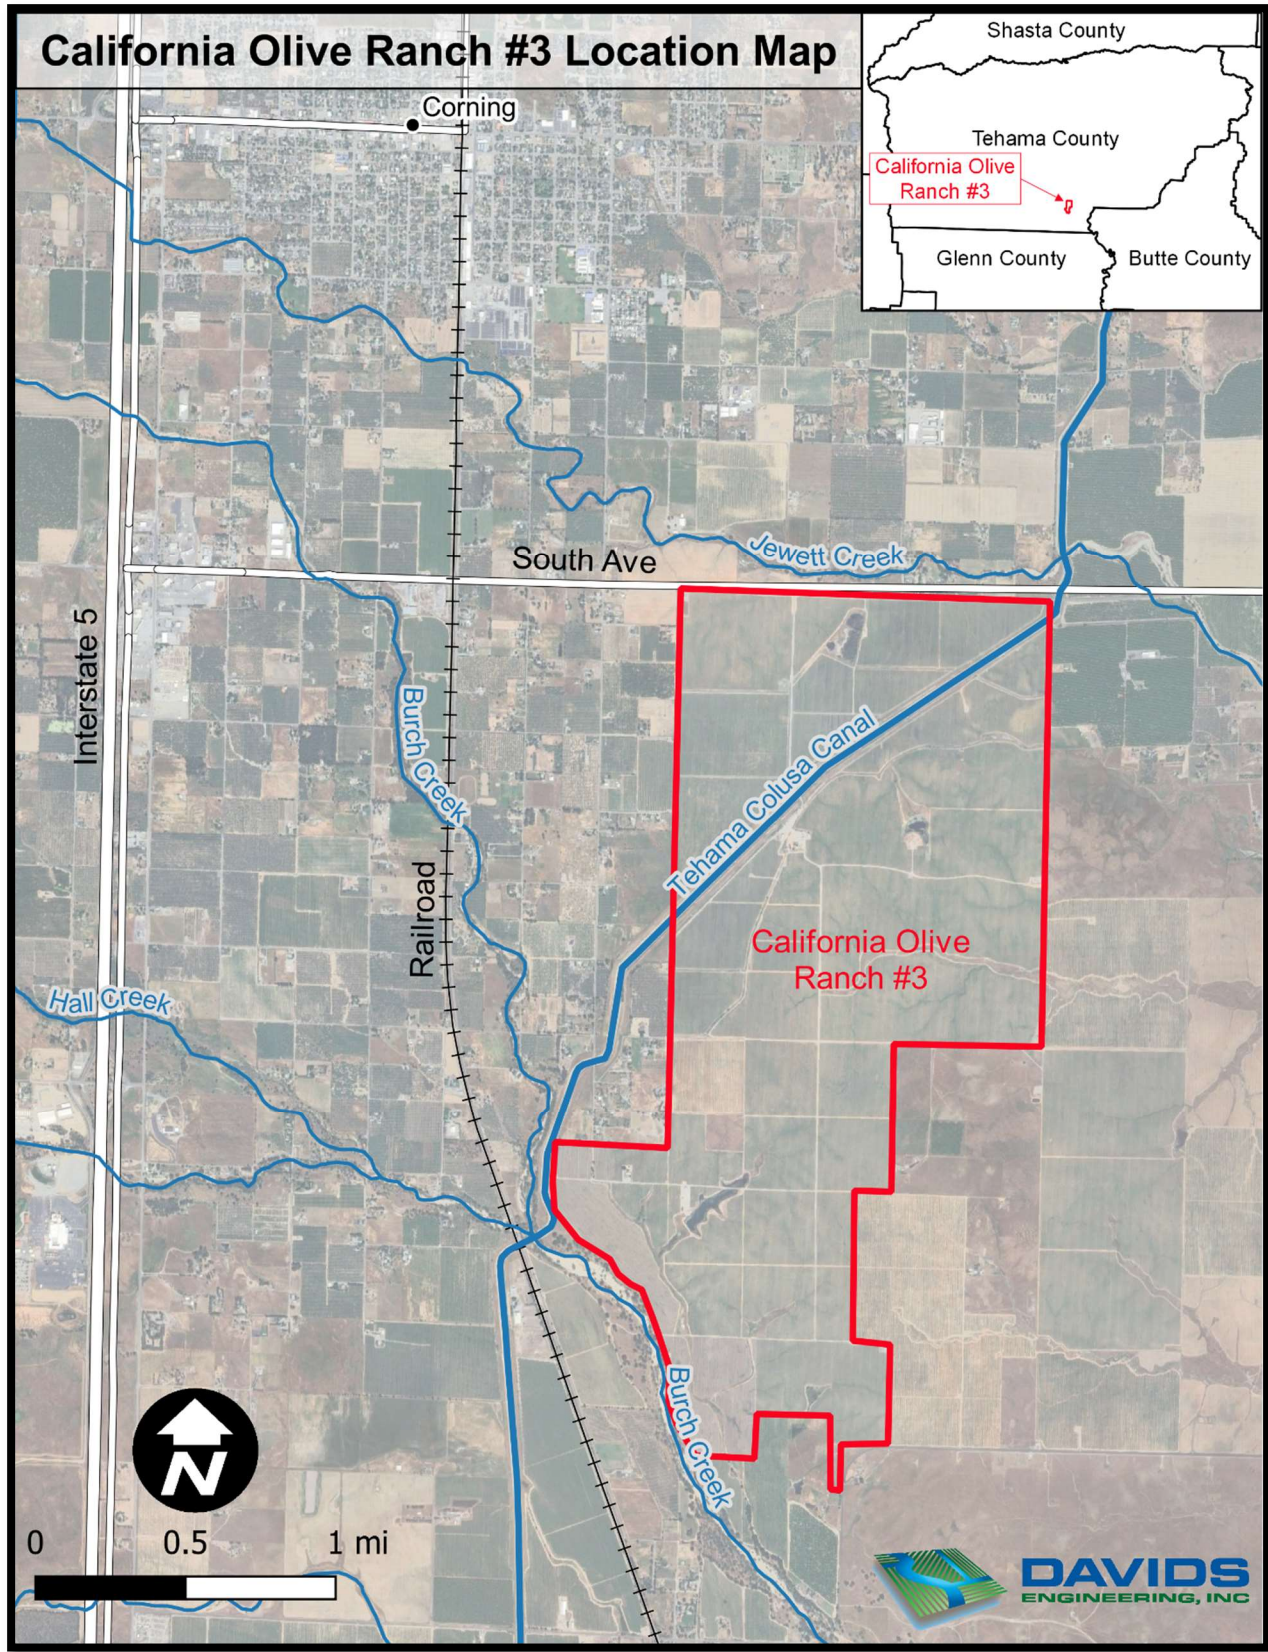 California Olive Ranch #3 Location Map
Shasta County
Tehama County
California Olive
Ranch #3
Glenn County
Butte County
Corning
South Ave
Jewett Creek
Interstate 5
Burch Creek
Tehama Colusa Canal
Railroad
California Olive
Ranch #3
Hall Creek
Burch Creek
N
0 0.5 1 mi
DAVIDS
ENGINEERING, INC